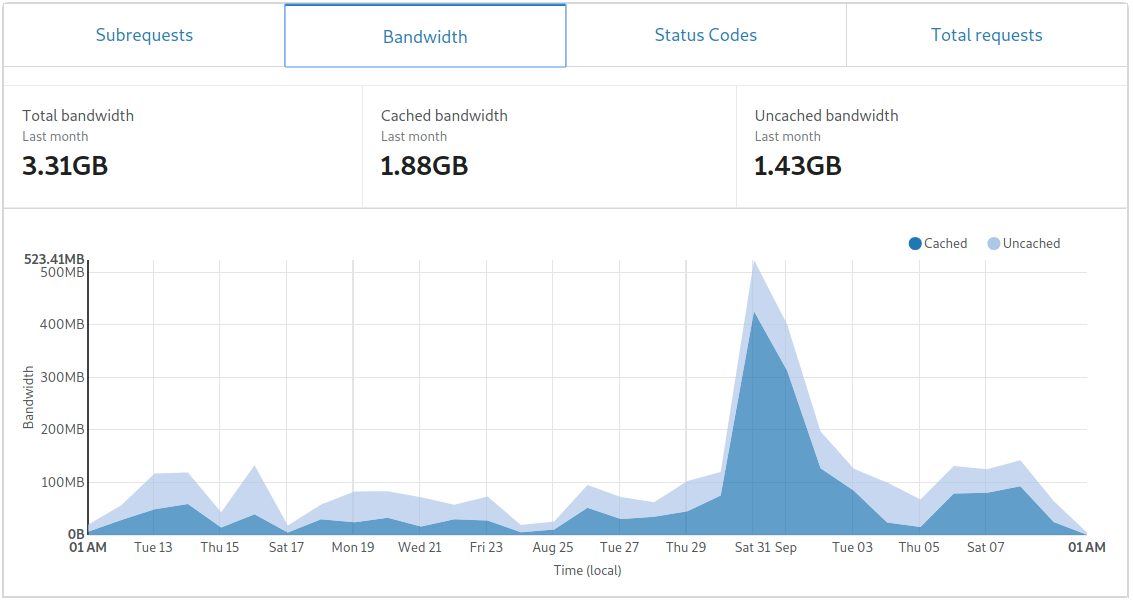 Subrequests Bandwidth Status Codes Total requests
Total bandwidth Cached bandwidth Uncached bandwidth
Last month Last month Last month
3.31GB 1.88GB 1.43GB
Cached Uncached
523.41MB
500MB
400MB
300MB
200MB
100MB
0B
Bandwidth
01 AM Tue 13 Thu 15 Sat 17 Mon 19 Wed 21 Fri 23 Aug 25 Tue 27 Thu 29 Sat 31 Sep Tue 03 Thu 05 Sat 07 01 AM
Time (local)